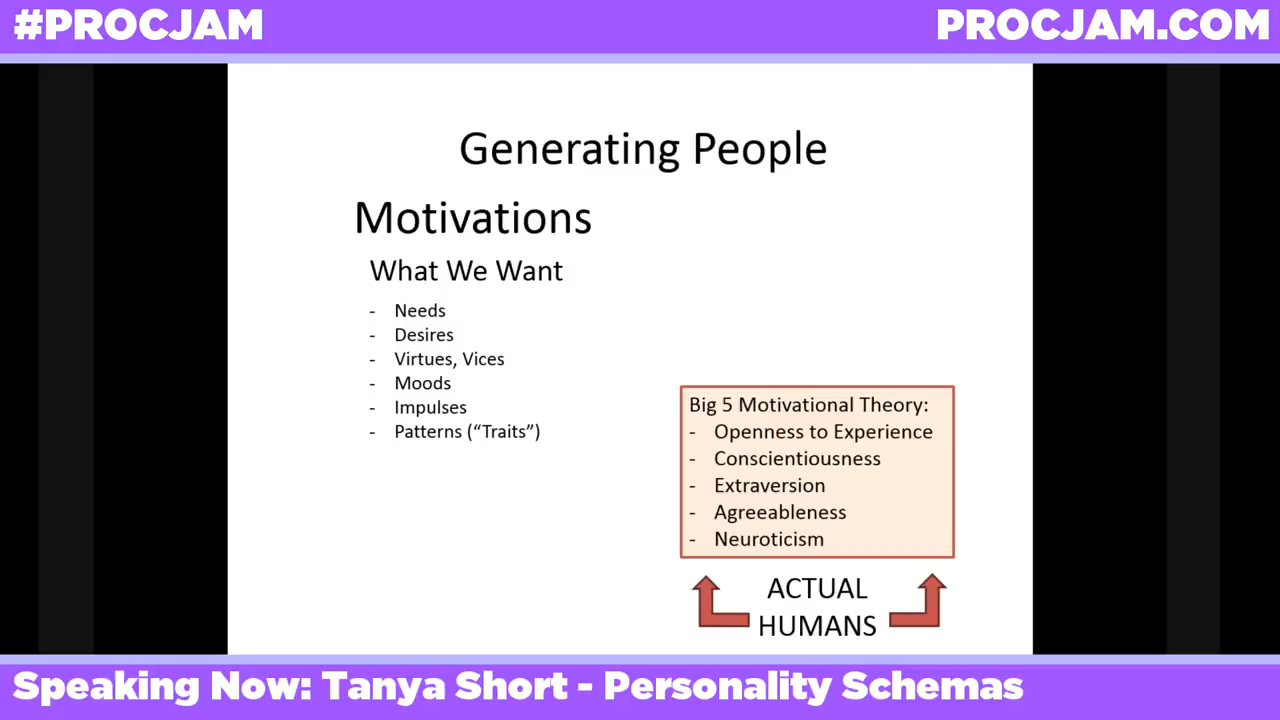 #PROCJAM
PROCJAM.COM
Generating People
Motivations
What We Want
- Needs
- Desires
- Virtues, Vices
- Moods
- Impulses
- Patterns (“Traits”)
Big 5 Motivational Theory:
- Openness to Experience
- Conscientiousness
- Extraversion
- Agreeableness
- Neuroticism
ACTUAL
HUMANS
Speaking Now: Tanya Short - Personality Schemas